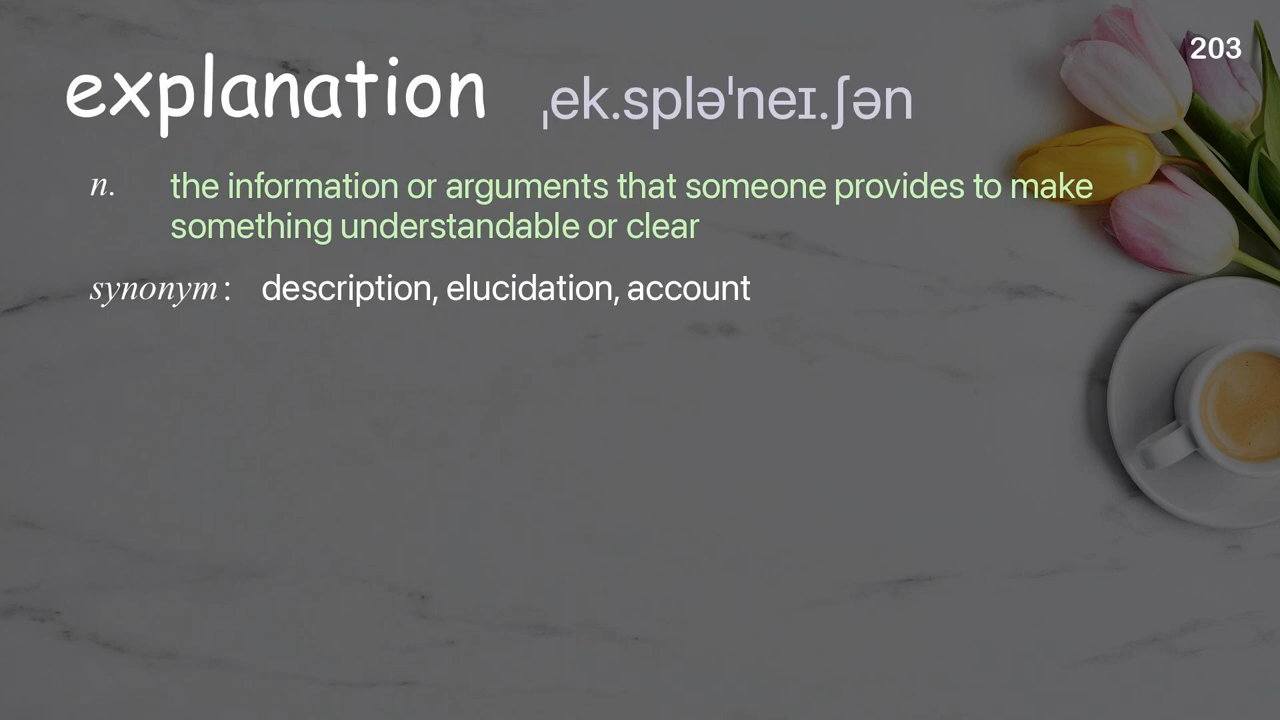 203
explanation ˌek.spləˈneɪ.ʃən
n. the information or arguments that someone provides to make
something understandable or clear
synonym: description, elucidation, account